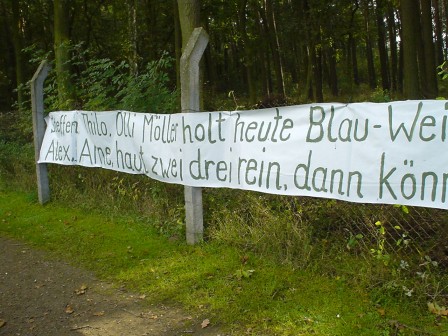 Steffen, Thilo, Olli Möller holt heute Blau-Wei
Alex, Arne, haut zwei drei rein, dann könn